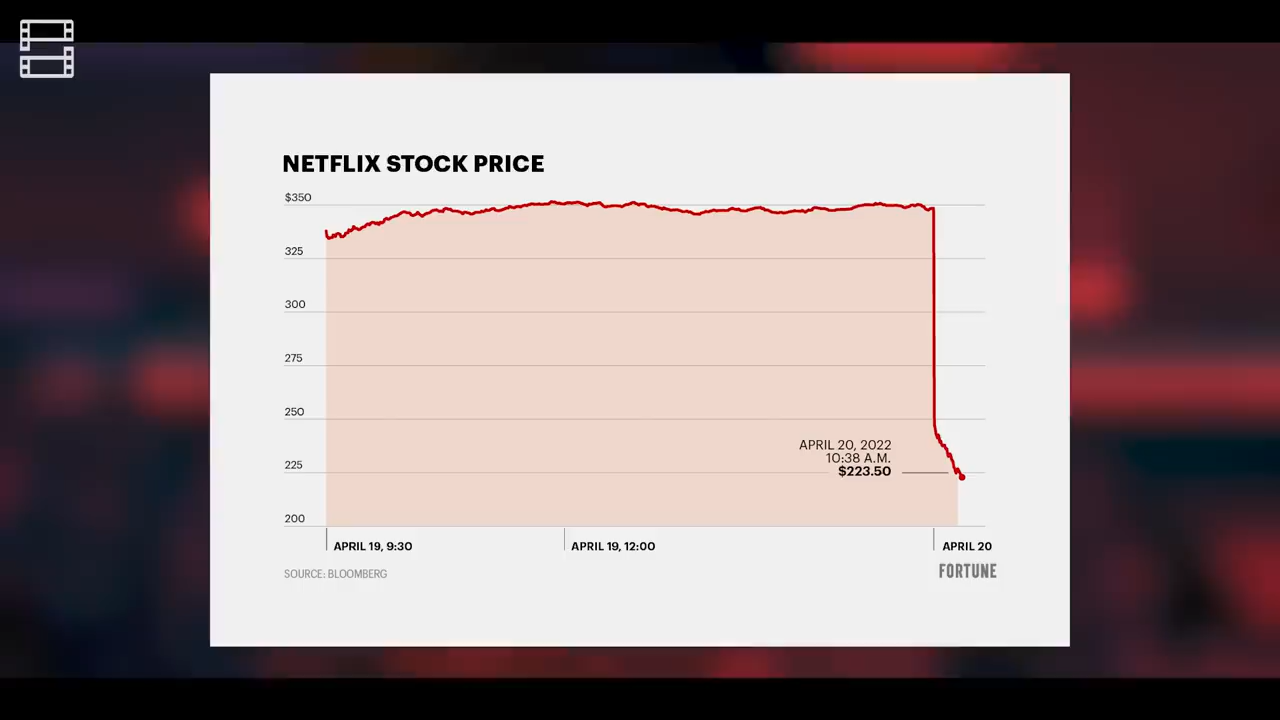 NETFLIX STOCK PRICE
$350
325
300
275
250
225
200
APRIL 20, 2022
10:38 A.M.
$223.50
APRIL 19, 9:30
APRIL 19, 12:00
APRIL 20
SOURCE: BLOOMBERG
FORTUNE